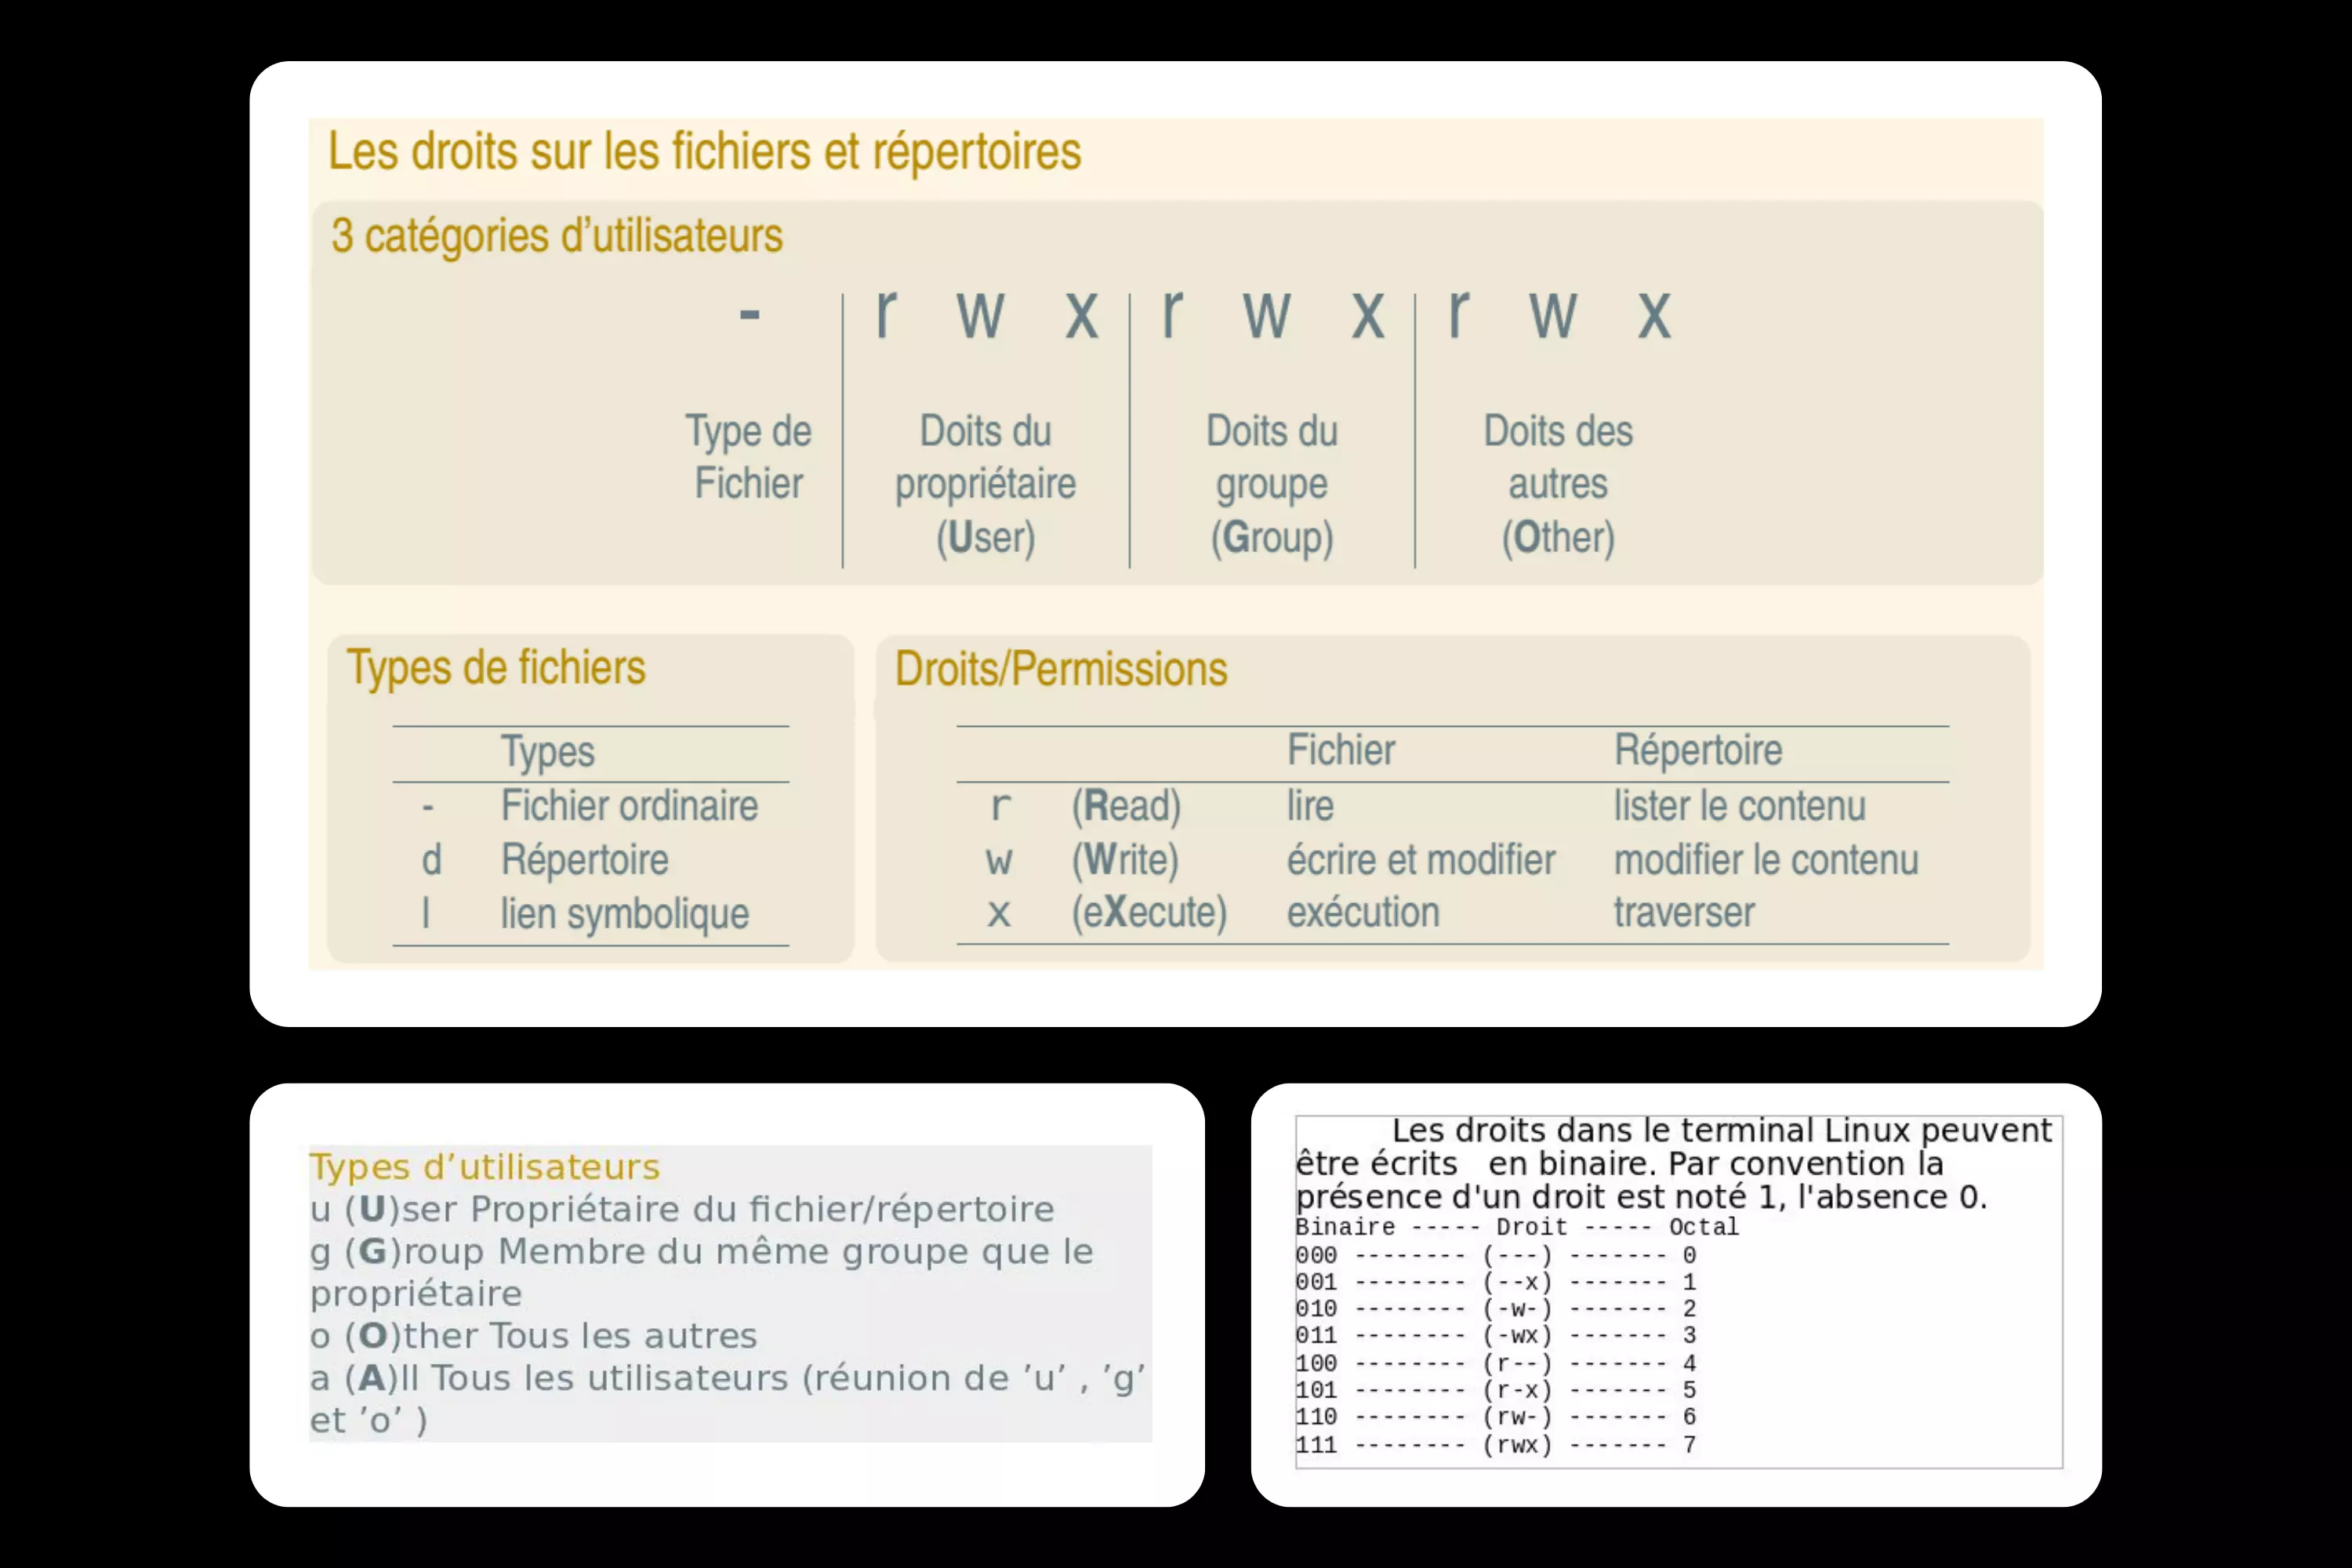 Les droits sur les fichiers et répertoires
3 catégories d'utilisateurs
- r w x r w x r w x
Type de Doits du Doits du Doits des
Fichier propriétaire groupe autres
(User) (Group) (Other)
Types de fichiers
Types
- Fichier ordinaire
d Répertoire
l lien symbolique
Droits/Permissions
Fichier Répertoire
r (Read) lire lister le contenu
w (Write) écrire et modifier modifier le contenu
x (eXecute) exécution traverser
Types d’utilisateurs
u (U)ser Propriétaire du fichier/répertoire
g (G)roup Membre du même groupe que le
propriétaire
o (O)ther Tous les autres
a (A)ll Tous les utilisateurs (réunion de ’u’ , ’g’
et ’o’ )
Les droits dans le terminal Linux peuvent
être écrits en binaire. Par convention la
présence d'un droit est noté 1, l'absence 0.
Binaire ----- Droit ----- Octal
000 -------- (---) ------- 0
001 -------- (--x) ------- 1
010 -------- (-w-) ------- 2
011 -------- (-wx) ------- 3
100 -------- (r--) ------- 4
101 -------- (r-x) ------- 5
110 -------- (rw-) ------- 6
111 -------- (rwx) ------- 7